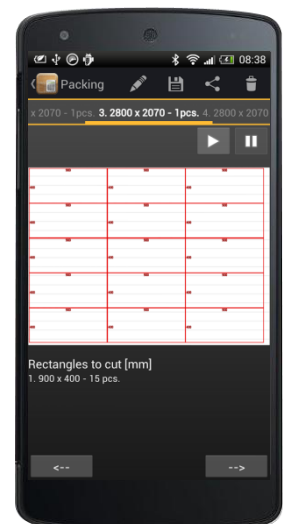 08:38
Packing
x 2070 - 1pcs. 3. 2800 x 2070 - 1pcs. 4. 2800 x 2070
Rectangles to cut [mm]
1. 900 x 400 - 15 pcs.
<-- -->